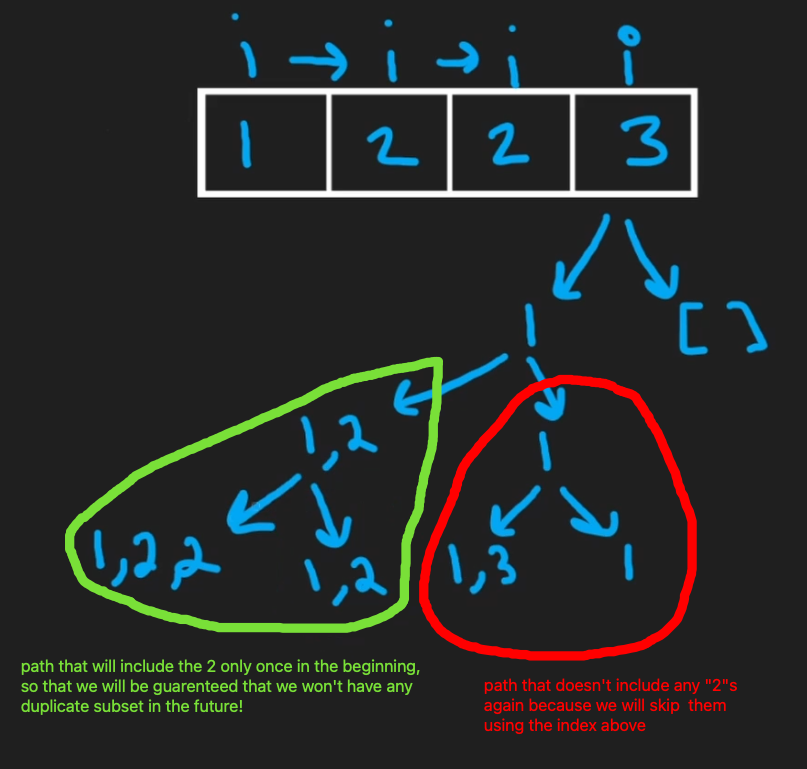 i → i → i i
1 2 2 3
1 [ ]
1,2 1
1,2,2 1,2 1,3 1
path that will include the 2 only once in the beginning,
so that we will be guarenteed that we won't have any
duplicate subset in the future!
path that doesn't include any "2"s
again because we will skip them
using the index above